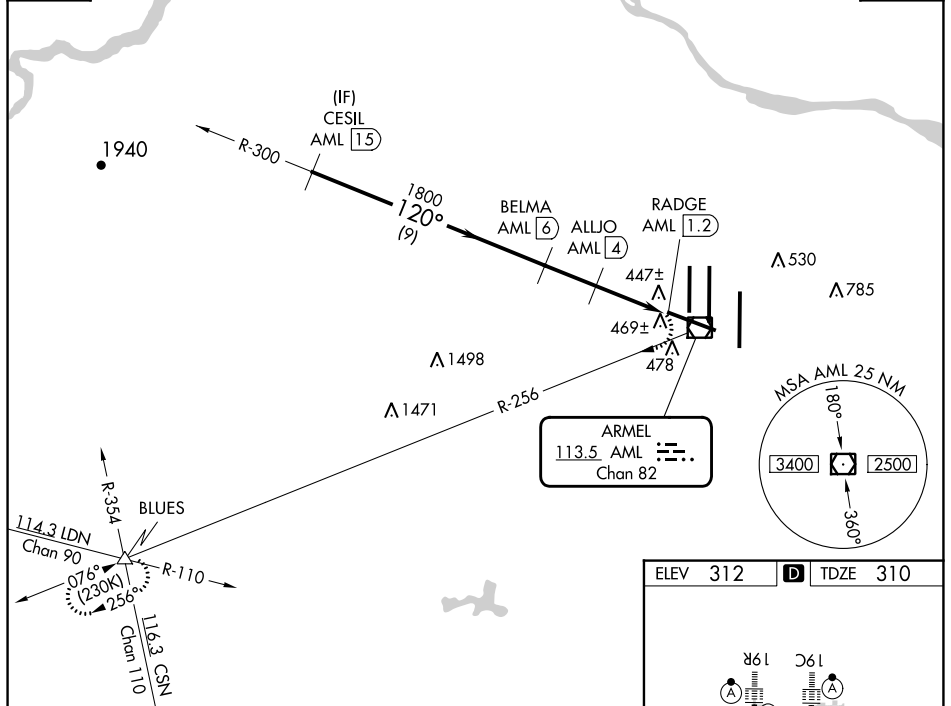 (IF)
CESIL
AML 15
R-300
1940
1800
120°
(9)
BELMA
AML 6
ALIJO
AML 4
RADGE
AML 1.2
447±
469±
478
530
785
1498
1471
R-256
ARMEL
113.5 AML
Chan 82
MSA AML 25 NM
180°
3400
2500
360°
R-354
BLUES
114.3 LDN
Chan 90
R-110
076°
(230K)
256°
116.3 CSN
Chan 110
ELEV 312 D TDZE 310
19R
19C
A
A